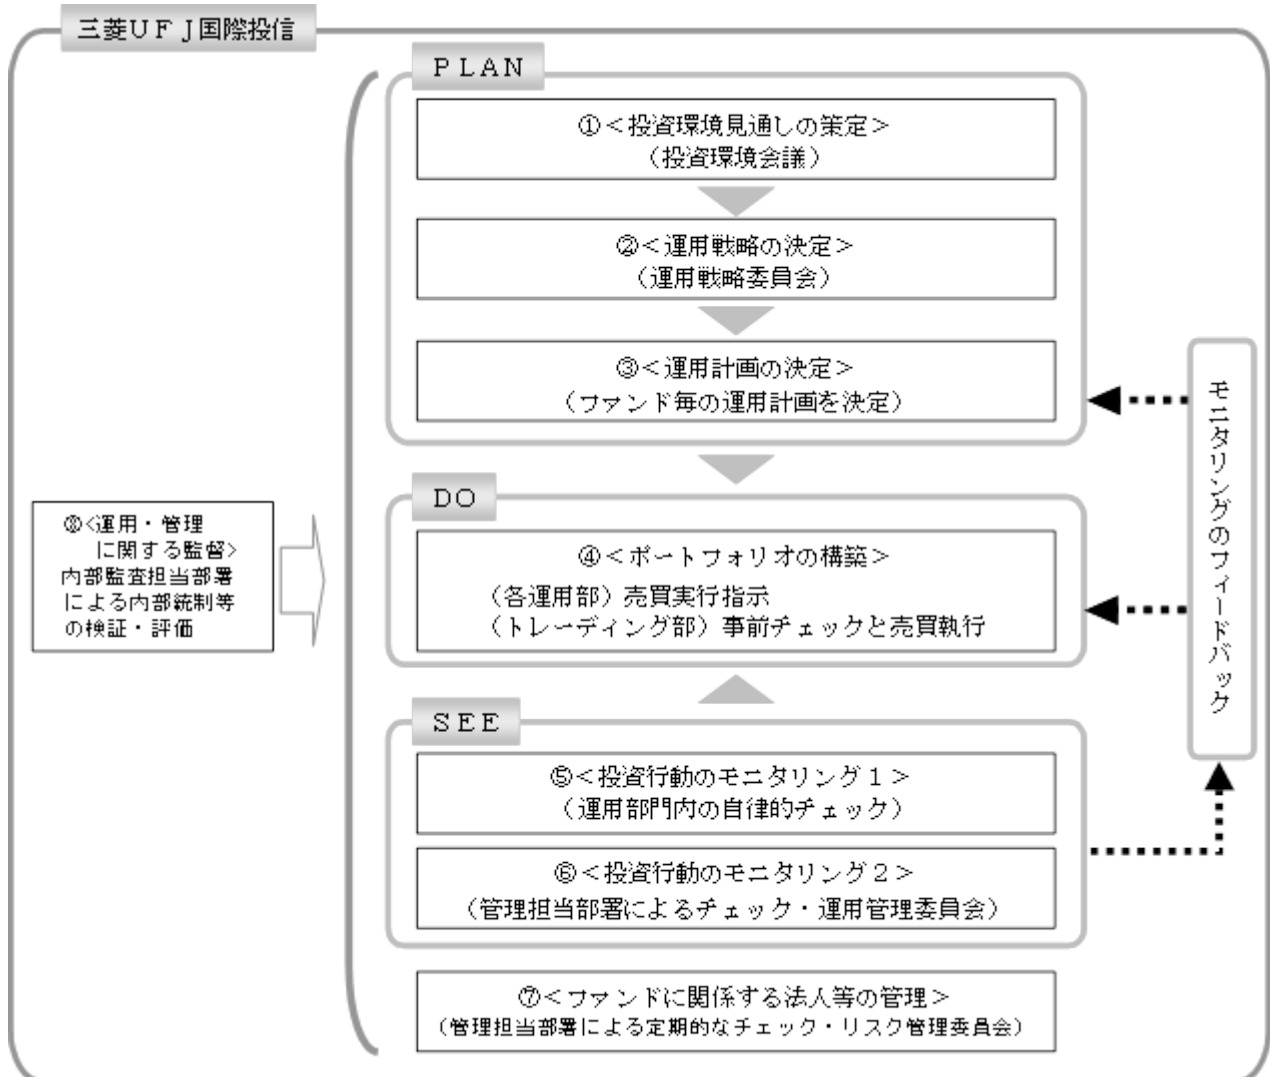 三菱ＵＦＪ国際投信
ＰＬＡＮ
①＜投資環境見通しの策定＞
（投資環境会議）
②＜運用戦略の決定＞
（運用戦略委員会）
③＜運用計画の決定＞
（ファンド毎の運用計画を決定）
ＤＯ
④＜ポートフォリオの構築＞
（各運用部）売買実行指示
（トレーディング部）事前チェックと売買執行
ＳＥＥ
⑤＜投資行動のモニタリング１＞
（運用部門内の自律的チェック）
⑥＜投資行動のモニタリング２＞
（管理担当部署によるチェック・運用管理委員会）
⑦＜ファンドに関係する法人等の管理＞
（管理担当部署による定期的なチェック・リスク管理委員会）
⑧<運用・管理
に関する監督>
内部監査担当部署
による内部統制等
の検証・評価
モニタリングのフィードバック